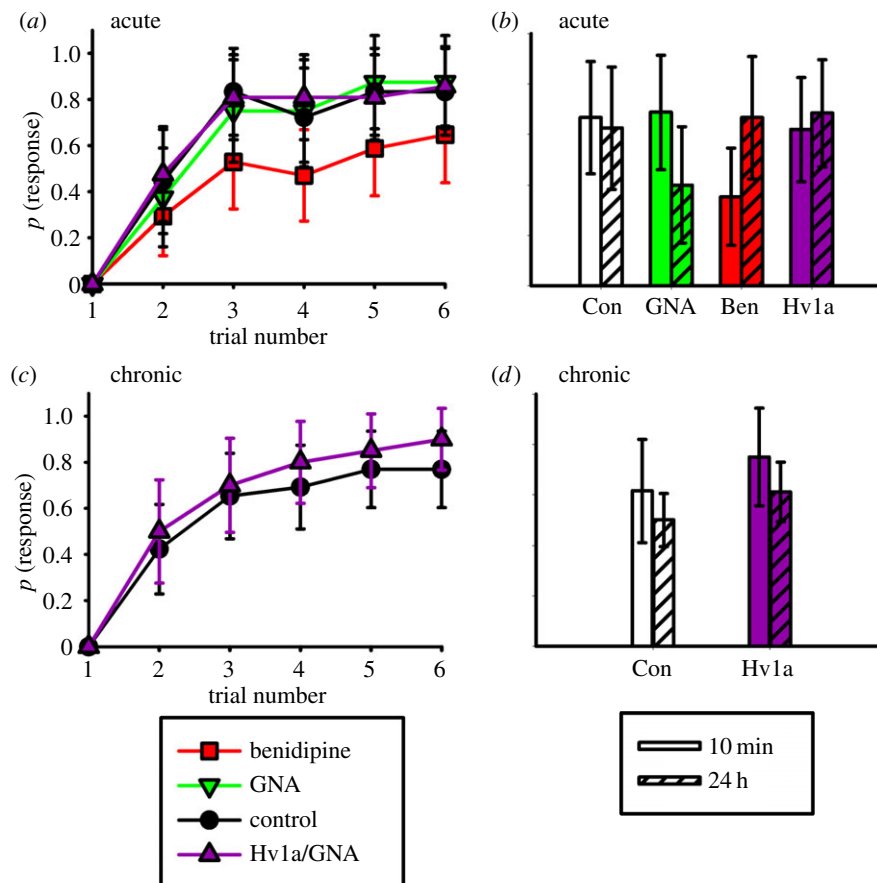 (a) acute
p (response)
1.0
0.8
0.6
0.4
0.2
0
1 2 3 4 5 6
trial number
(b)
Con GNA Ben Hv1a
(c) chronic
p (response)
1.0
0.8
0.6
0.4
0.2
0
1 2 3 4 5 6
trial number
(d) chronic
Con Hv1a
benidipine
GNA
control
Hv1a/GNA
10 min
24 h